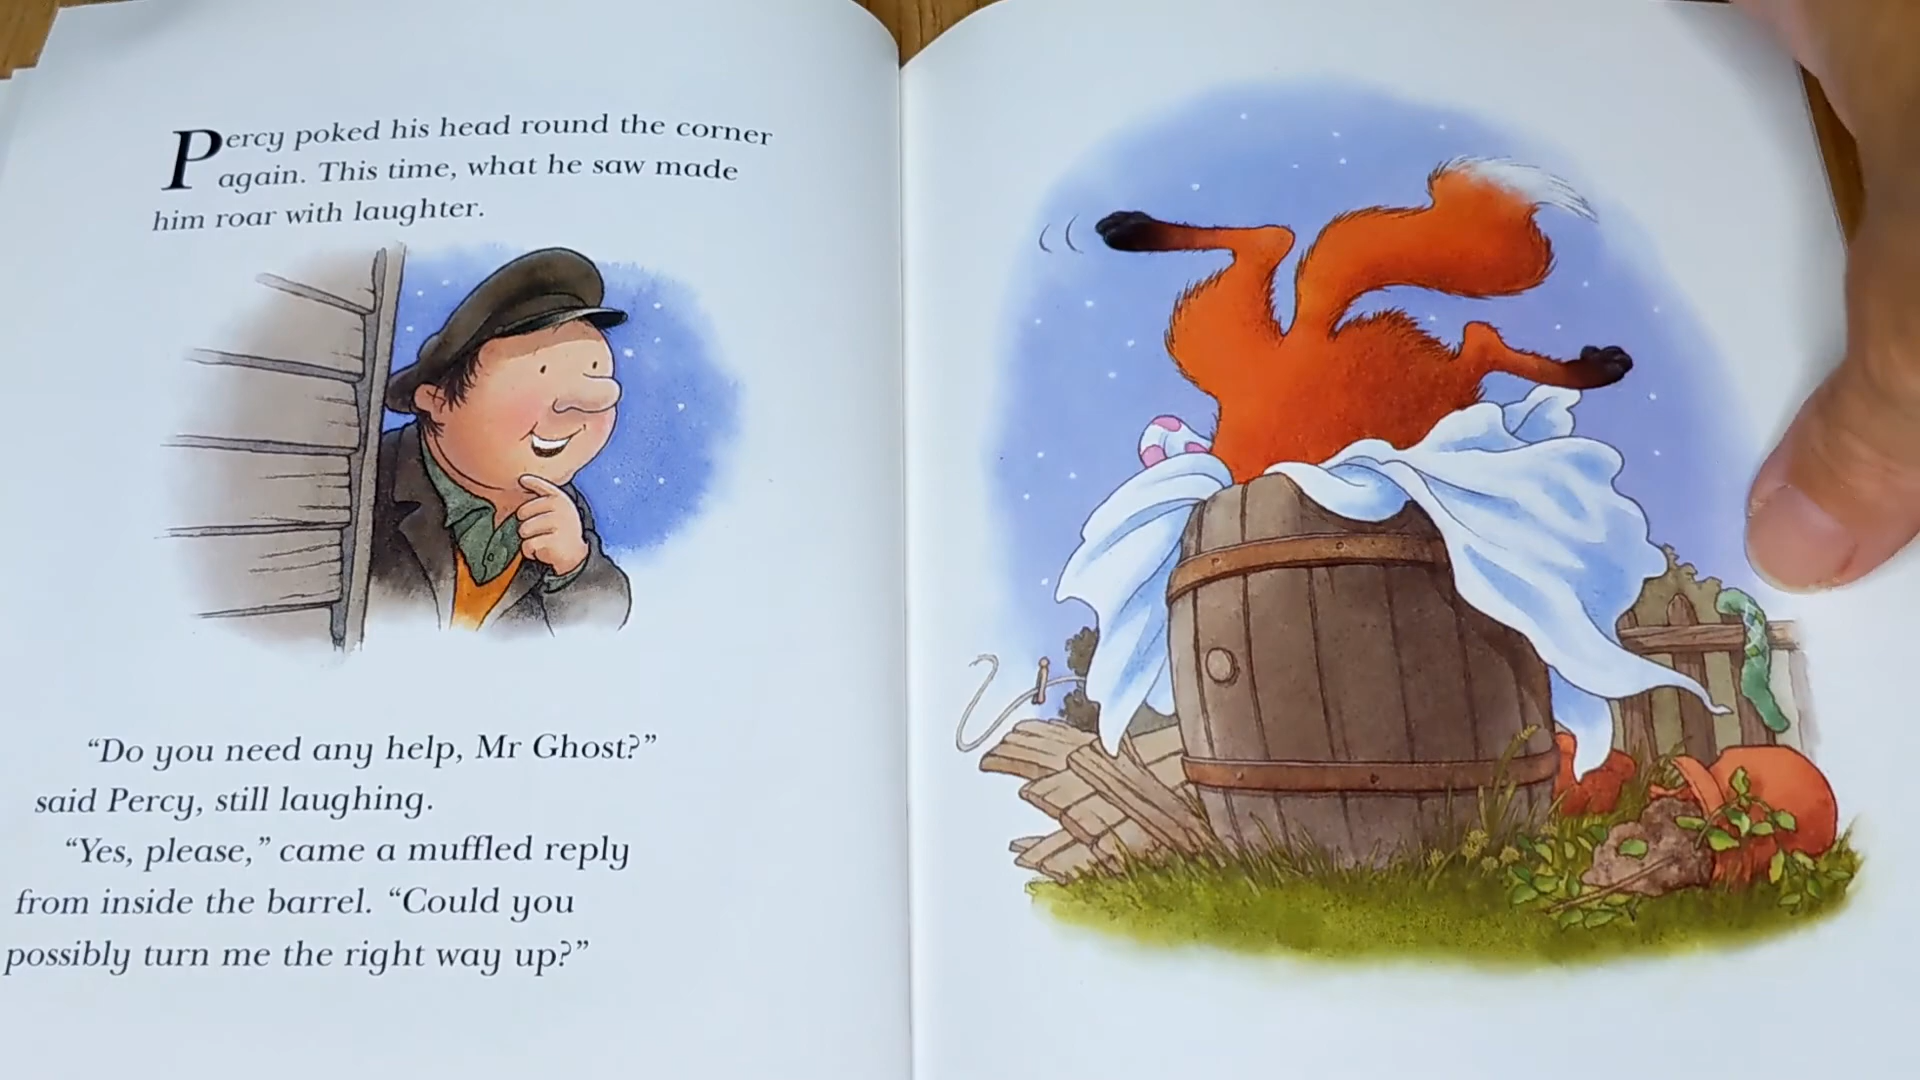 Percy poked his head round the corner
again. This time, what he saw made
him roar with laughter.
“Do you need any help, Mr Ghost?”
said Percy, still laughing.
“Yes, please,” came a muffled reply
from inside the barrel. “Could you
possibly turn me the right way up?”